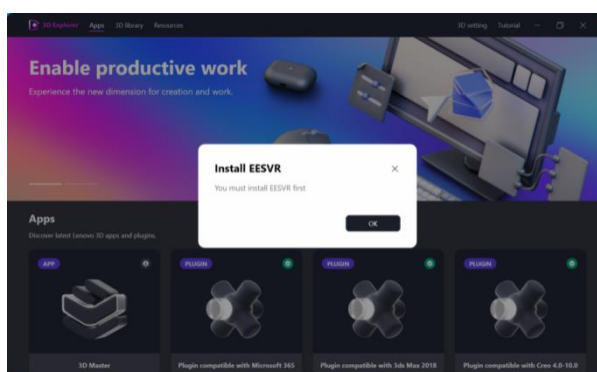 3D Explorer Apps 3D library Resources 3D setting Tutorial
Enable productive work
Experience the new dimension for creation and work.
Install EESVR
You must install EESVR first
OK
Apps
Discover latest Lenovo 3D apps and plugins.
APP PLUGIN PLUGIN PLUGIN
3D Master Plugin compatible with Microsoft 365 Plugin compatible with 3ds Max 2018 Plugin compatible with Creo 4.0-10.0